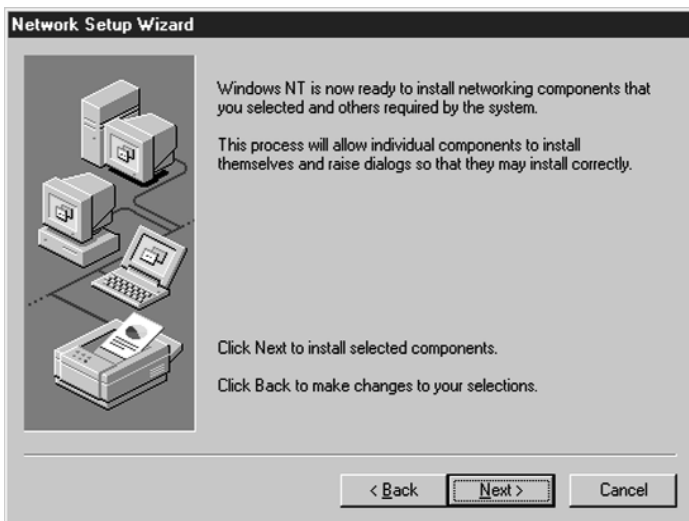 Network Setup Wizard
Windows NT is now ready to install networking components that
you selected and others required by the system.
This process will allow individual components to install
themselves and raise dialogs so that they may install correctly.
Click Next to install selected components.
Click Back to make changes to your selections.
< Back
Next >
Cancel